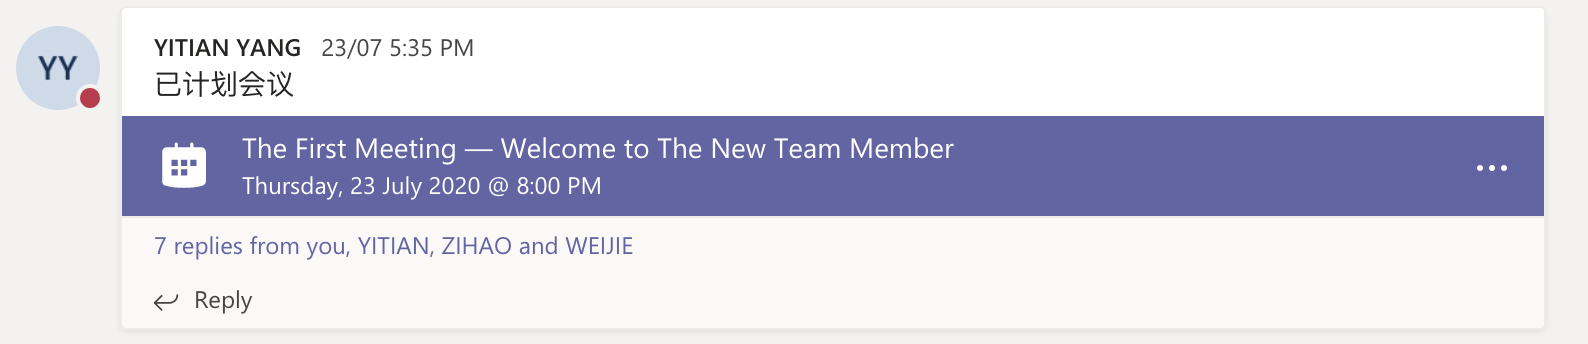 YY
YITIAN YANG 23/07 5:35 PM
已计划会议
The First Meeting — Welcome to The New Team Member
Thursday, 23 July 2020 @ 8:00 PM
7 replies from you, YITIAN, ZIHAO and WEIJIE
Reply